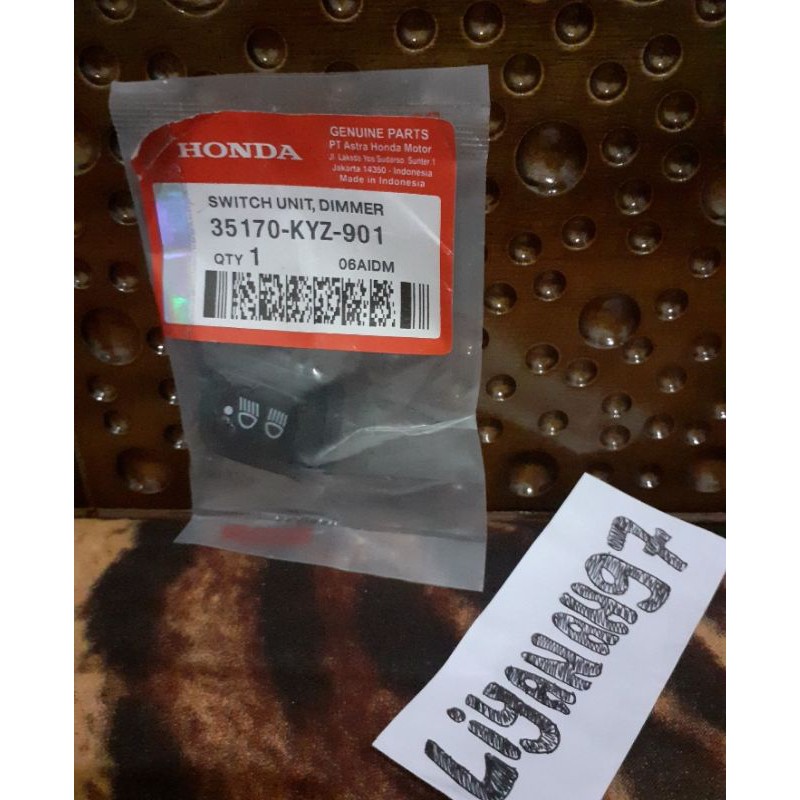 HONDA
GENUINE PARTS
PT Astra Honda Motor
Jl. Laksda Yos Sudarso, Sunter 1
Jakarta 14350 - Indonesia
Made in Indonesia
SWITCH UNIT, DIMMER
35170-KYZ-901
QTY 1
06AIDM
LiYANAY97